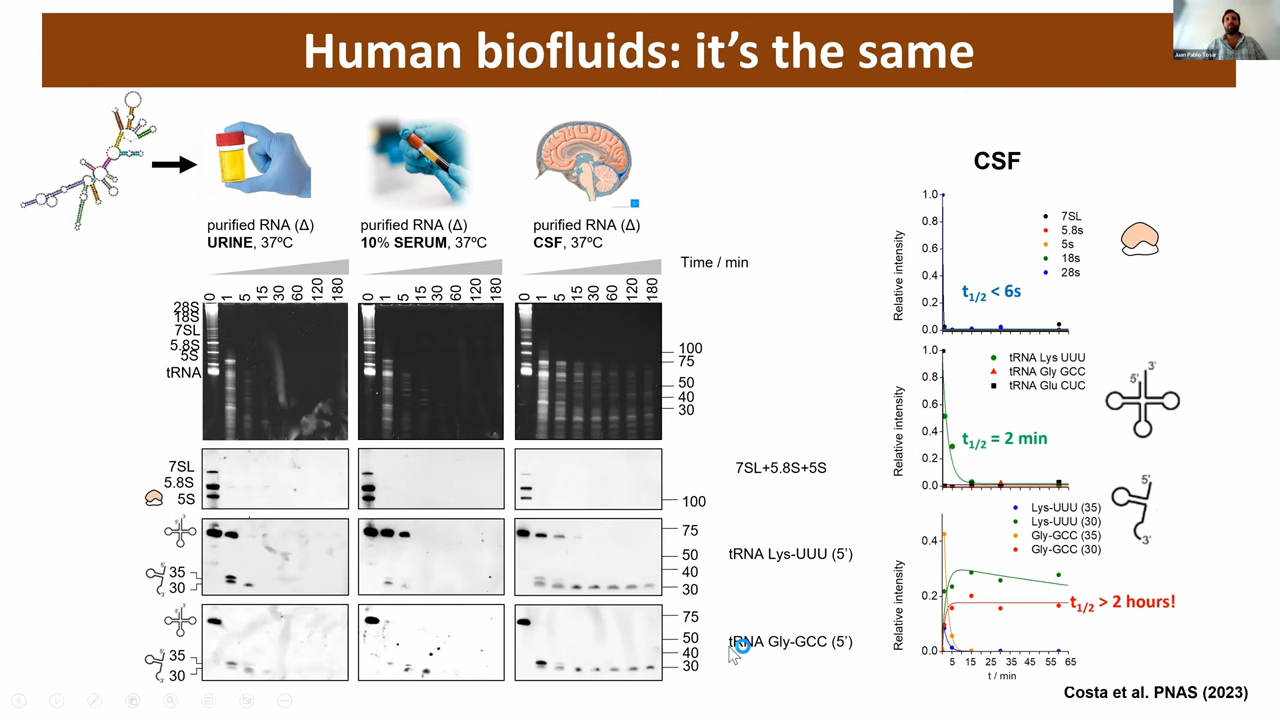 Human biofluids: it's the same
Juan Pablo Tosar
purified RNA (Δ)
URINE, 37ºC
purified RNA (Δ)
10% SERUM, 37ºC
purified RNA (Δ)
CSF, 37ºC
Time / min
0 1 5 15 30 60 120 180
0 1 5 15 30 60 120 180
0 1 5 15 30 60 120 180
28S
18S
7SL
5.8S
5S
tRNA
100
75
50
40
30
7SL
5.8S
5S
100
7SL+5.8S+5S
5' 3'
5' 3'
35
30
75
50
40
30
tRNA Lys-UUU (5')
5' 3'
5' 3'
35
30
75
50
40
30
tRNA Gly-GCC (5')
CSF
Relative intensity
1.0
0.8
0.6
0.4
0.2
0.0
7SL
5.8s
5s
18s
28s
t1/2 < 6s
Relative intensity
1.0
0.8
0.6
0.4
0.2
0.0
tRNA Lys UUU
tRNA Gly GCC
tRNA Glu CUC
t1/2 = 2 min
5' 3'
Relative intensity
0.4
0.2
0.0
Lys-UUU (35)
Lys-UUU (30)
Gly-GCC (35)
Gly-GCC (30)
t1/2 > 2 hours!
5'
3'
5 15 25 35 45 55 65
t / min
Costa et al. PNAS (2023)